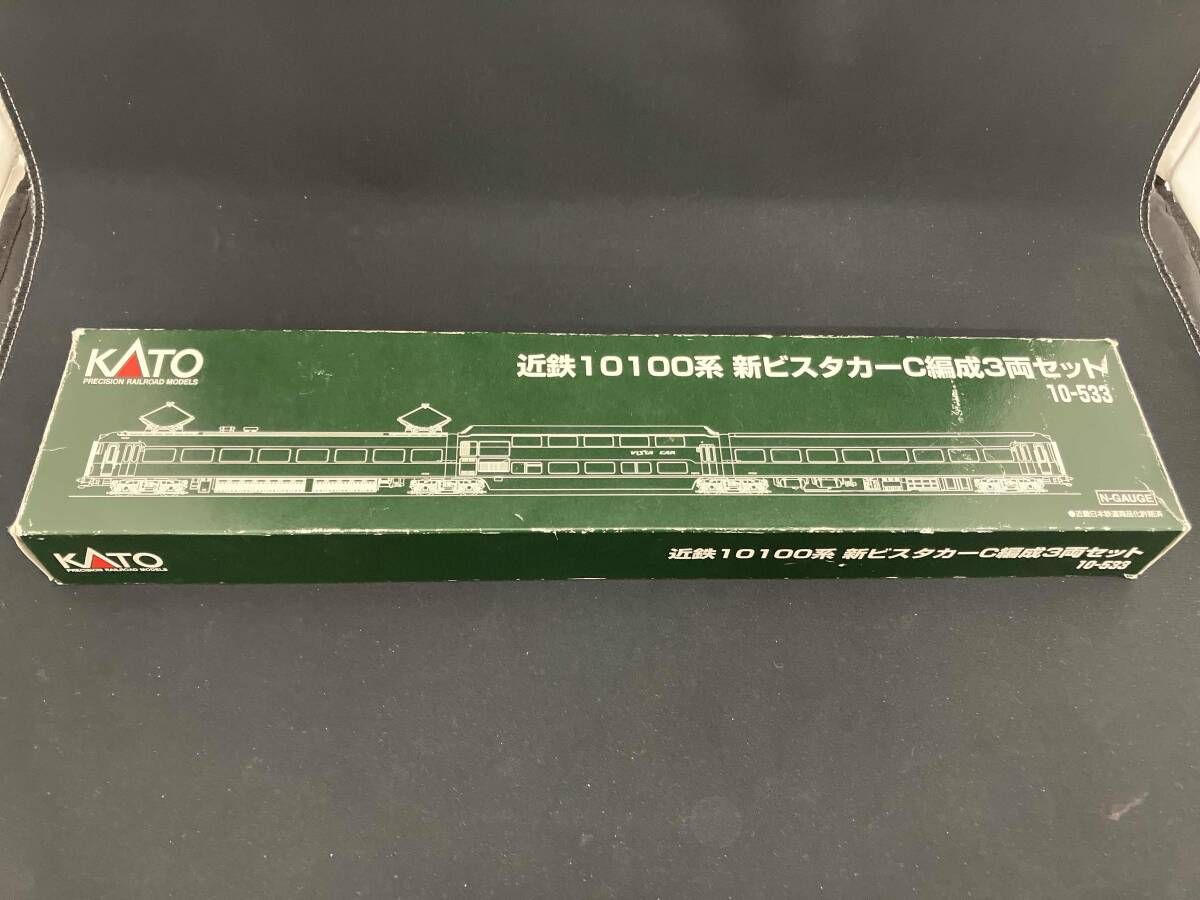 KATO
PRECISION RAILROAD MODELS
近鉄10100系 新ビスタカーC編成3両セット
10-533
VISTA CAR
N-GAUGE
●近畿日本鉄道商品化許諾済
KATO
PRECISION RAILROAD MODELS
近鉄10100系 新ビスタカーC編成3両セット
10-533